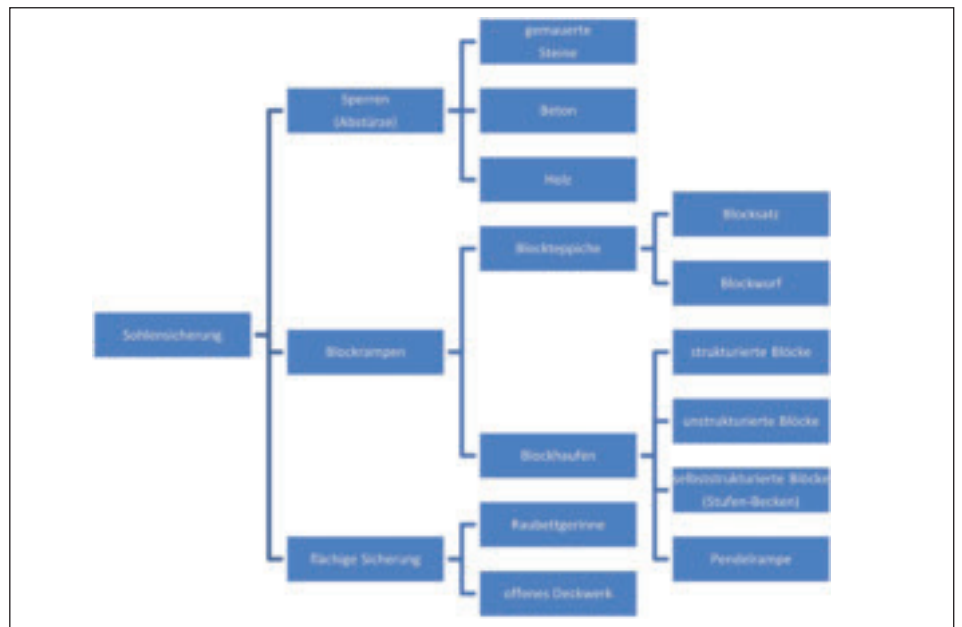 gemauerte
Steine
Sperren
(Abstürze)
Beton
Holz
Blocksatz
Blockteppiche
Blockwurf
Sohlensicherung
Blockrampen
strukturierte Blöcke
unstrukturierte Blöcke
Blockhaufen
selbststrukturierte Blöcke
(Stufen-Becken)
Raubettgerinne
flächige Sicherung
Pendelrampe
offenes Deckwerk